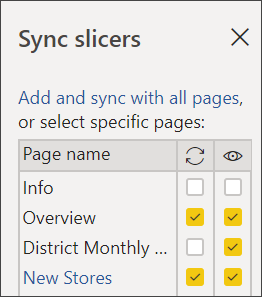 Sync slicers
Add and sync with all pages,
or select specific pages:
Page name
Info
Overview
District Monthly ...
New Stores